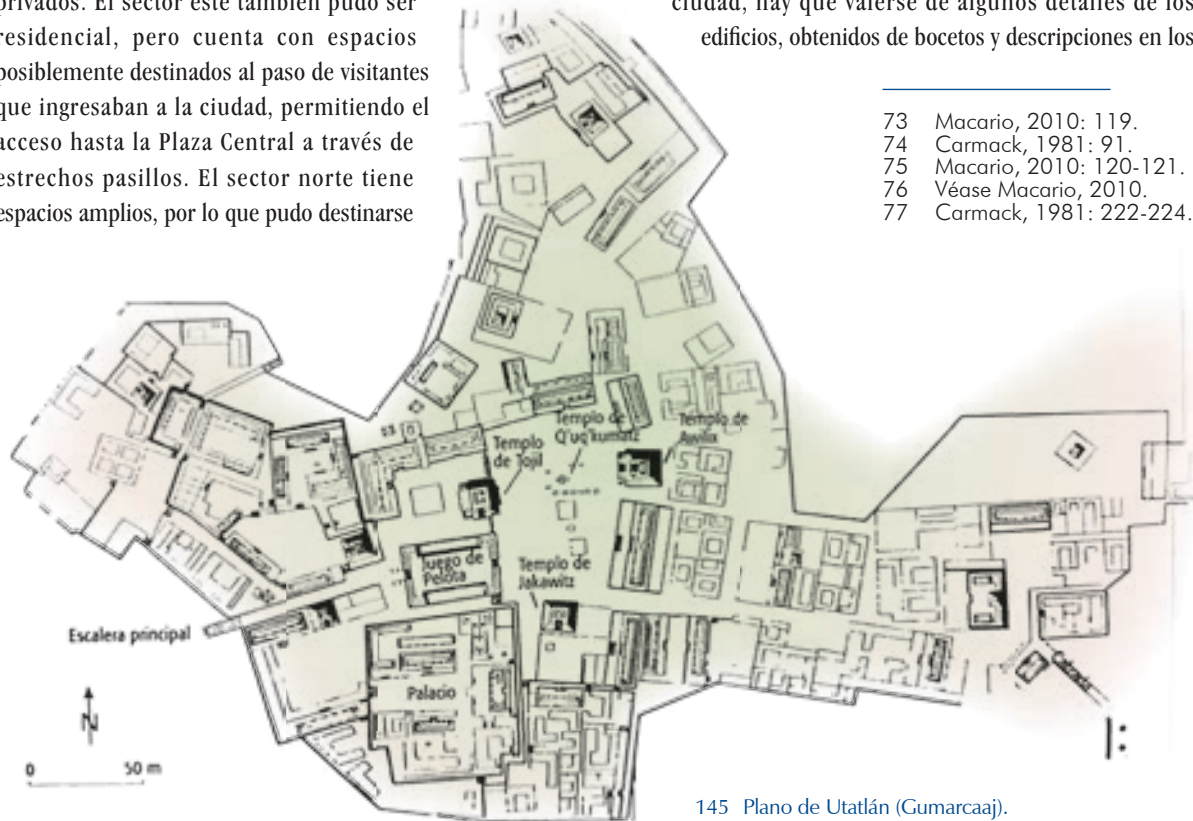 privados. El sector este también pudo ser
residencial, pero cuenta con espacios
posiblemente destinados al paso de visitantes
que ingresaban a la ciudad, permitiendo el
acceso hasta la Plaza Central a través de
estrechos pasillos. El sector norte tiene
espacios amplios, por lo que pudo destinarse
ciudad, hay que valerse de algunos detalles de los
edificios, obtenidos de bocetos y descripciones en los
73 Macario, 2010: 119.
74 Carmack, 1981: 91.
75 Macario, 2010: 120-121.
76 Véase Macario, 2010.
77 Carmack, 1981: 222-224.
Templo de
Q'uq'kumatz
Templo de
Awilix
Templo
de Tojil
Juego de
Pelota
Templo de
Jakawitz
Escalera principal
Palacio
Calzada
N
0 50 m
145 Plano de Utatlán (Gumarcaaj).